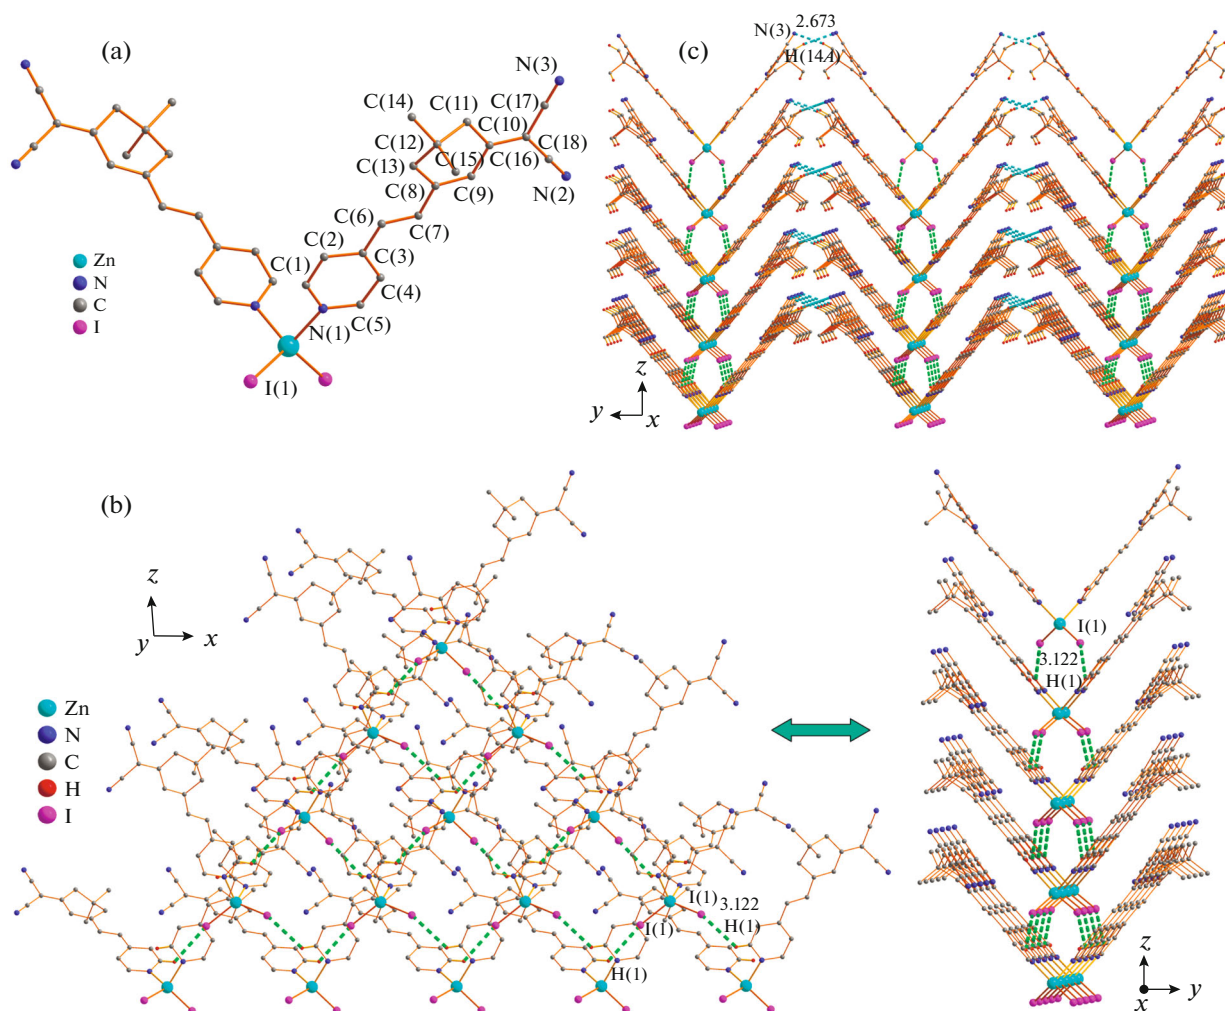 (a)
N(3)
C(14)
C(11)
C(17)
C(10)
C(12)
C(18)
C(13)
C(15)
C(16)
N(2)
C(8)
C(9)
C(6)
C(7)
C(2)
C(1)
C(3)
C(4)
N(1)
C(5)
I(1)
Zn
N
C
I
(c)
N(3)
2.673
H(14A)
z
y
x
(b)
z
y
x
Zn
N
C
H
I
I(1)
3.122
I(1)
H(1)
H(1)
I(1)
3.122
H(1)
z
x
y